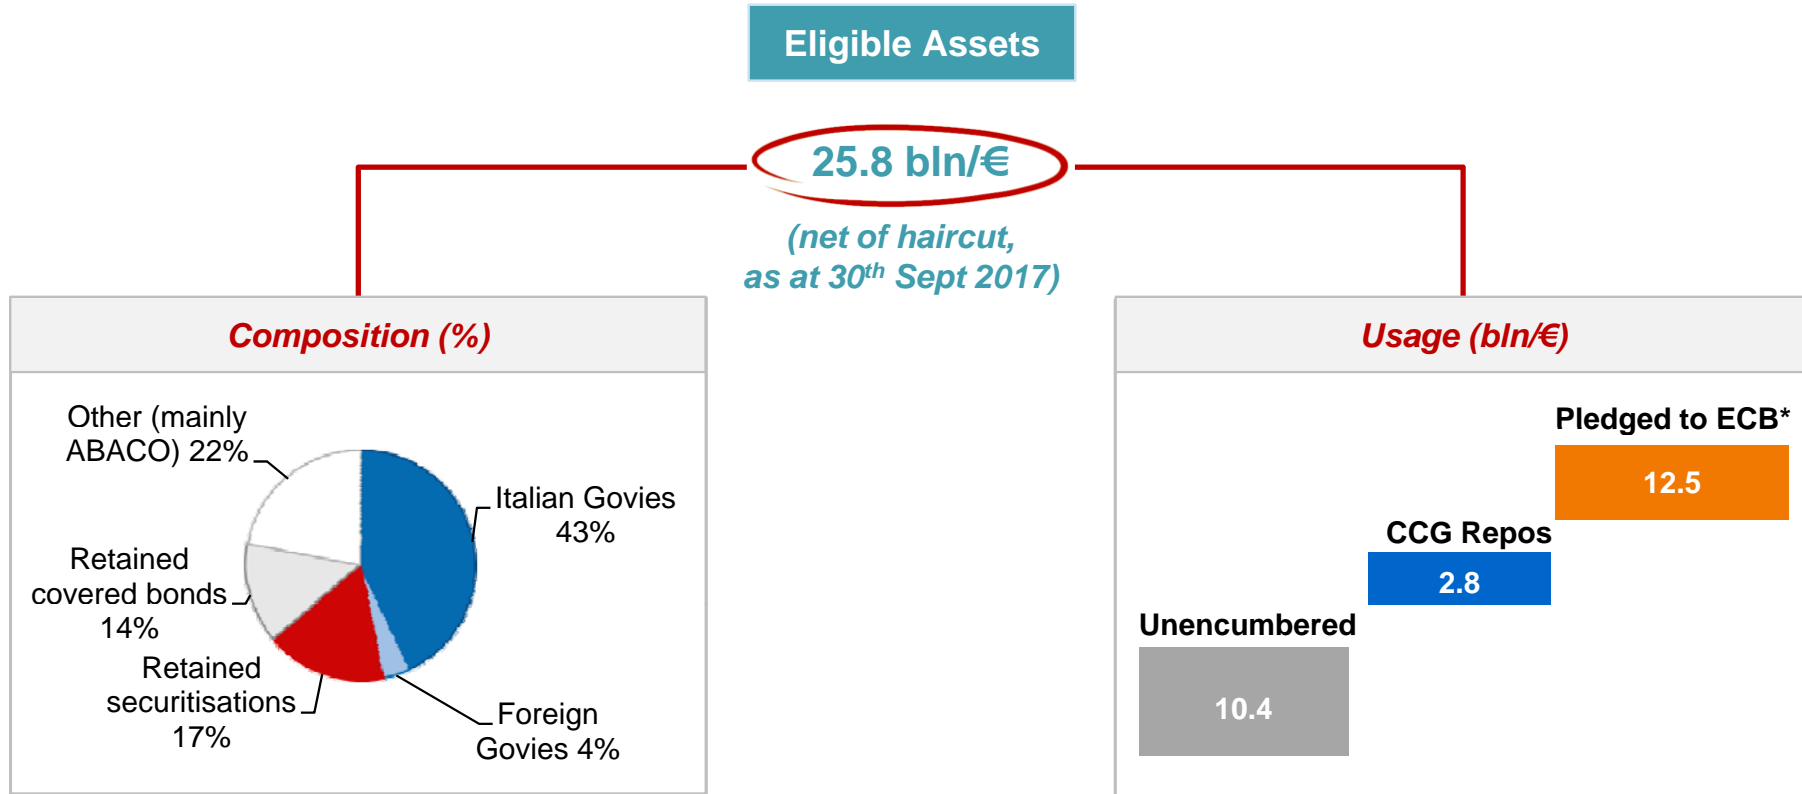 Eligible Assets
25.8 bln/€
(net of haircut,
as at 30th Sept 2017)
Composition (%)
Other (mainly
ABACO) 22%
Italian Govies
43%
Retained
covered bonds
14%
Retained
securitisations
17%
Foreign
Govies 4%
Usage (bln/€)
Pledged to ECB*
12.5
CCG Repos
2.8
Unencumbered
10.4